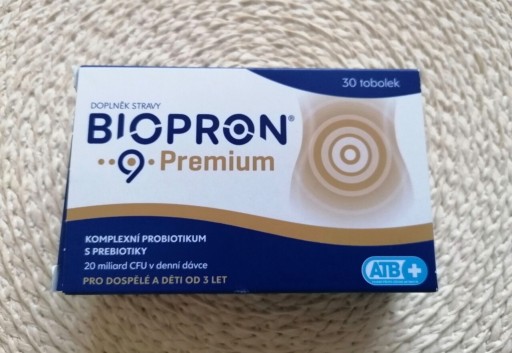 30 tobolek
DOPLNĚK STRAVY
BIOPRON®
9 Premium
KOMPLEXNÍ PROBIOTIKUM
S PREBIOTIKY
20 miliard CFU v denní dávce
PRO DOSPĚLÉ A DĚTI OD 3 LET
ATB+